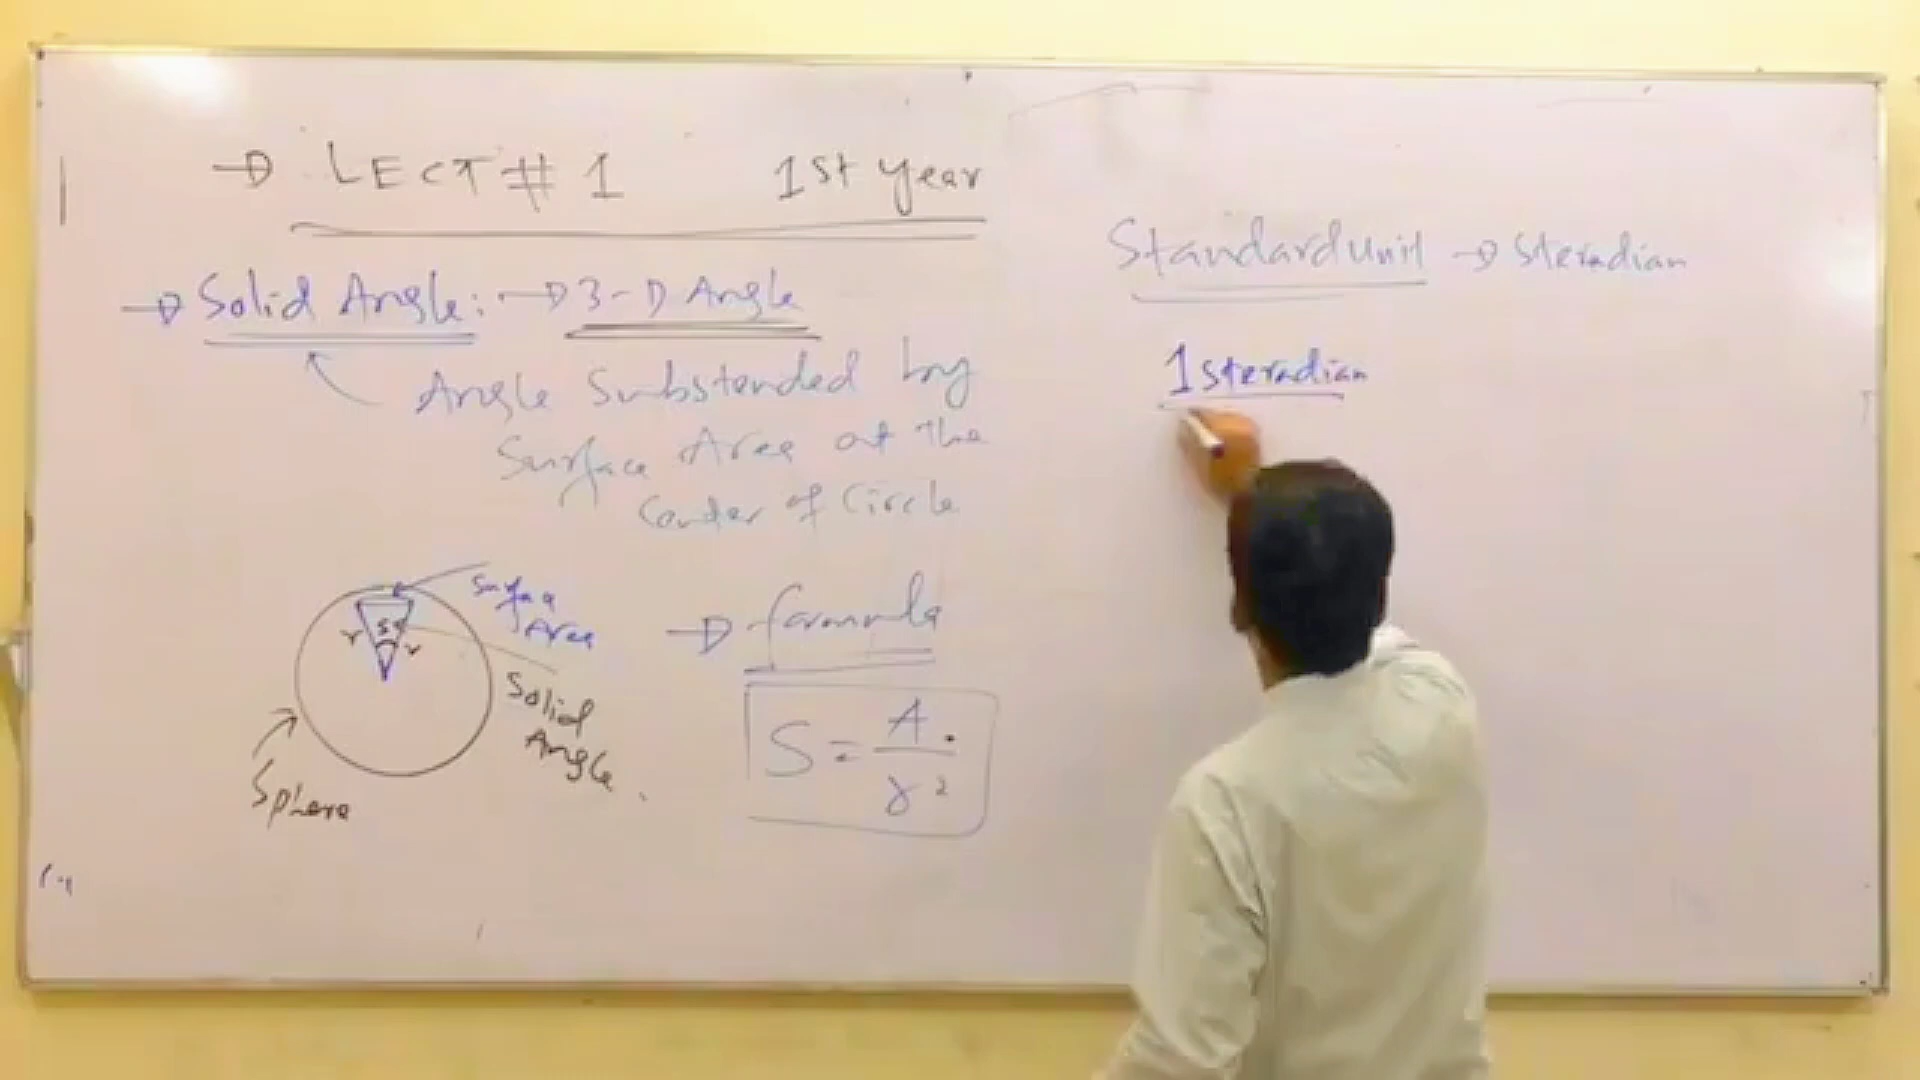 LECT # 1 1st year
Solid Angle: 3-D Angle
Angle Substended by
Surface Area at the
Center of Circle
Surface
Area
r S r
Solid
Angle
Sphere
formula
S = A
r²
Standard Unit steradian
1 steradian